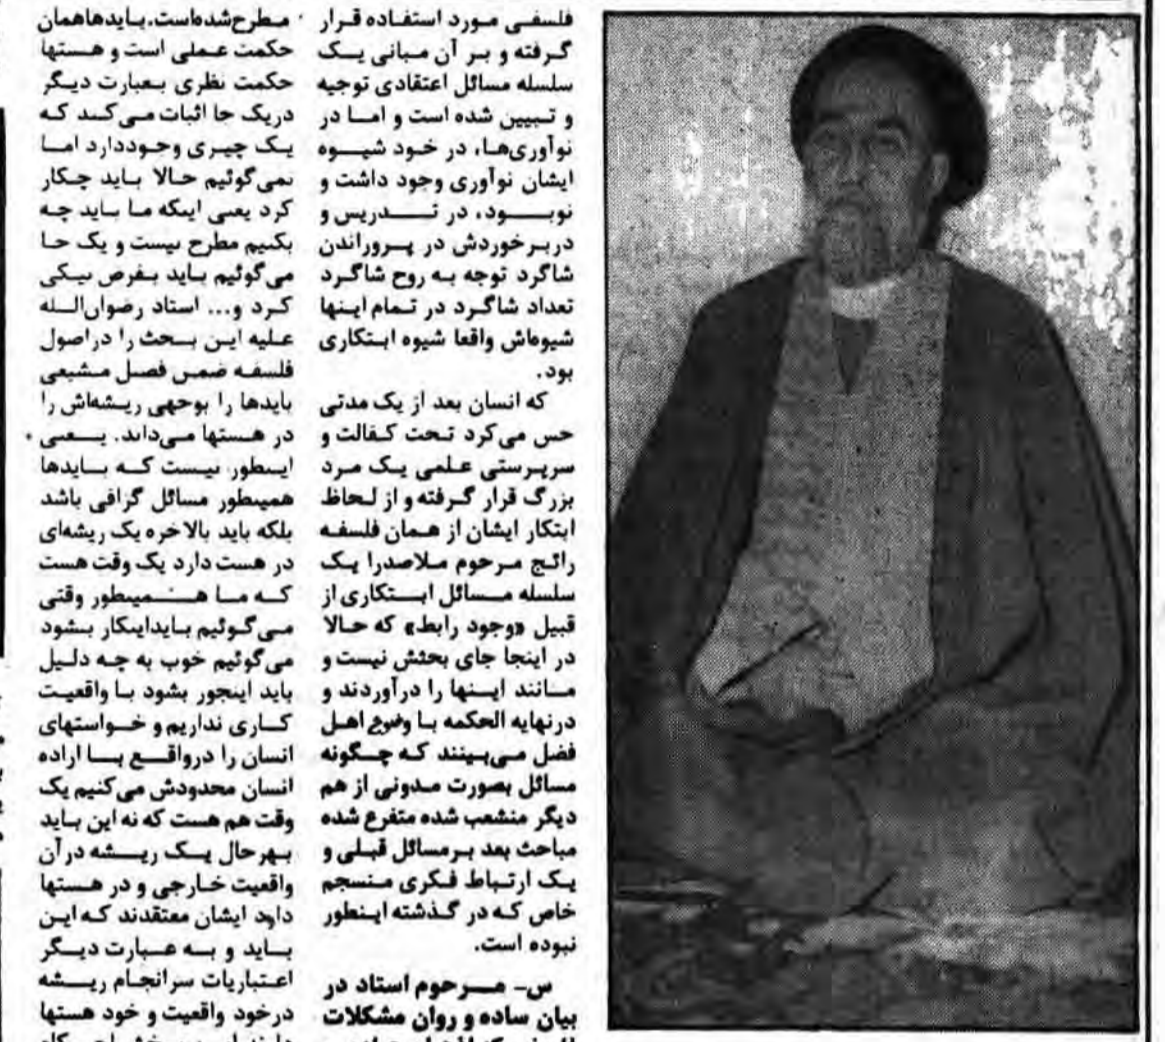 فلسفی مورد استفاده قرار
گرفته و بر آن مبانی یک
سلسله مسائل اعتقادی توجیه
و تبیین شده است و اما در
نوآوری‌ها، در خود شیوه
ایشان نوآوری وجود داشت و
نوبود، در تدریس و
دربرخوردش در پروراندن
شاگرد توجه به روح شاگرد
تعداد شاگرد در تمام اینها
شیوه‌اش واقعا شیوه ابتکاری
بود.
که انسان بعد از یک مدتی
حس می‌کرد تحت کفالت و
سرپرستی علمی یک مرد
بزرگ قرار گرفته و از لحاظ
ابتکار ایشان از همان فلسفه
رائج مرحوم ملاصدرا یک
سلسله مسائل ابتکاری از
قبیل «وجود رابط» که حالا
در اینجا جای بحثش نیست و
مانند اینها را درآوردند و
درنهایه الحکمه با وضوح اهل
فضل می‌بینند که چگونه
مسائل بصورت مدونی از هم
دیگر منشعب شده متفرع شده
مباحث بعد برمسائل قبلی و
یک ارتباط فکری منسجم
خاص که در گذشته اینطور
نبوده است.
س- مرحوم استاد در
بیان ساده و روان مشکلات
مطرح‌شده‌است. بایدهاهمان
حکمت عملی است و هستها
حکمت نظری بعبارت دیگر
دریک جا اثبات می‌کند که
یک چیزی وجوددارد اما
نمی‌گوئیم حالا باید چکار
کرد یعنی اینکه ما باید چه
بکنیم مطرح نیست و یک جا
می‌گوئیم باید بفرض نیکی
کرد و... استاد رضوان‌الله
علیه این بحث را دراصول
فلسفه ضمن فصل مشبعی
بایدها را بوجهی ریشه‌اش را
در هستها می‌داند. یعنی
اینطور نیست که بایدها
همینطور مسائل گزافی باشد
بلکه باید بالاخره یک ریشه‌ای
در هست دارد یک وقت هست
که ما همینطور وقتی
می‌گوئیم بایداینکار بشود
می‌گوئیم خوب به چه دلیل
باید اینجور بشود با واقعیت
کاری نداریم و خواستهای
انسان را درواقع با اراده
انسان محدودش می‌کنیم یک
وقت هم هست که نه این باید
بهرحال یک ریشه درآن
واقعیت خارجی و در هستها
دارد ایشان معتقدند که این
باید و به عبارت دیگر
اعتباریات سرانجام ریشه
درخود واقعیت و خود هستها